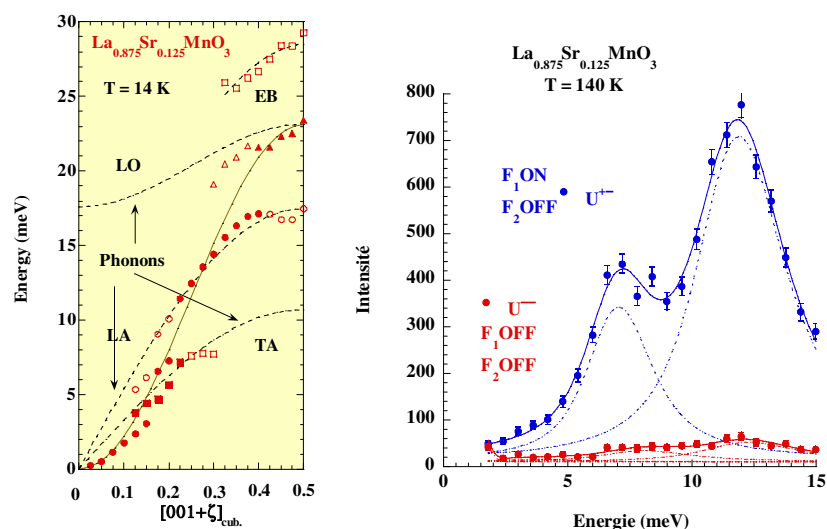 La0.875Sr0.125MnO3
T = 14 K
EB
LO
Phonons
LA
TA
Energy (meV)
30
25
20
15
10
5
0
0 0.1 0.2 0.3 0.4 0.5
[001+ζ]cub.
La0.875Sr0.125MnO3
T = 140 K
F1ON
F2OFF
U+−
U−−
F1OFF
F2OFF
Intensité
800
700
600
500
400
300
200
100
0
0 5 10 15
Energie (meV)